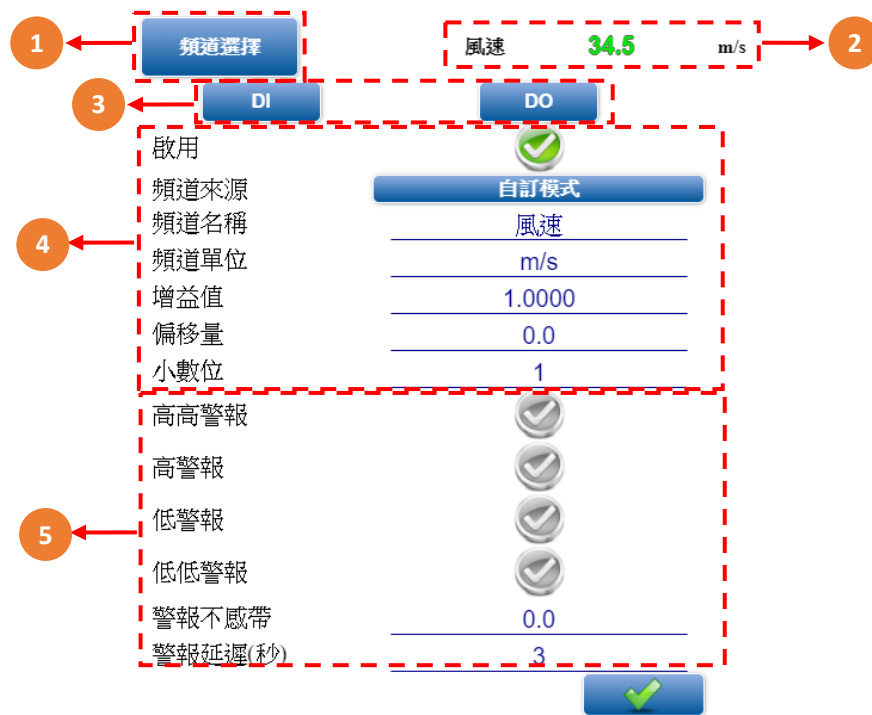 1 頻道選擇 風速 34.5 m/s 2
3 DI DO
啟用
頻道來源 自訂模式
頻道名稱 風速
4
頻道單位 m/s
增益值 1.0000
偏移量 0.0
小數位 1
高高警報
高警報
低警報
5
低低警報
警報不感帶 0.0
警報延遲(秒) 3